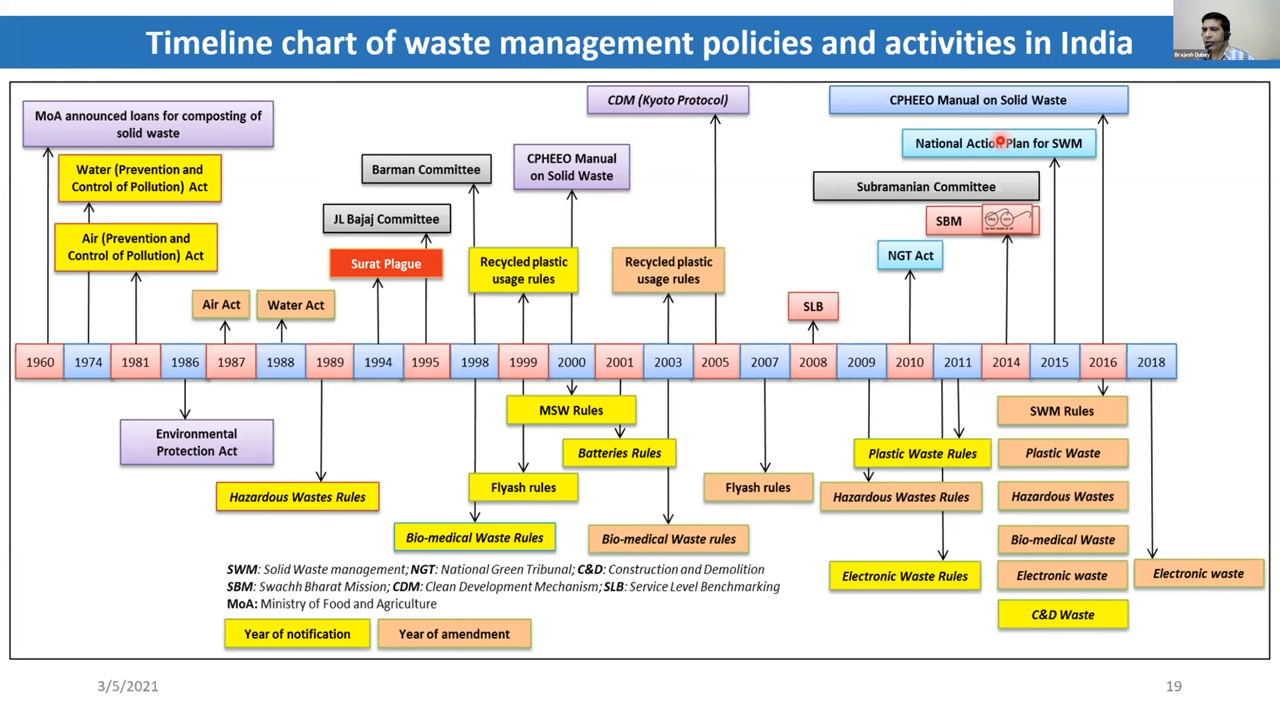 Timeline chart of waste management policies and activities in India
Brajesh Dubey
MoA announced loans for composting of
solid waste
Water (Prevention and
Control of Pollution) Act
Air (Prevention and
Control of Pollution) Act
Air Act
Water Act
Surat Plague
JL Bajaj Committee
Barman Committee
CPHEEO Manual
on Solid Waste
Recycled plastic
usage rules
CDM (Kyoto Protocol)
Recycled plastic
usage rules
SLB
CPHEEO Manual on Solid Waste
National Action Plan for SWM
Subramanian Committee
SBM
NGT Act
1960 1974 1981 1986 1987 1988 1989 1994 1995 1998 1999 2000 2001 2003 2005 2007 2008 2009 2010 2011 2014 2015 2016 2018
Environmental
Protection Act
Hazardous Wastes Rules
MSW Rules
Batteries Rules
Flyash rules
Bio-medical Waste Rules
Bio-medical Waste rules
Flyash rules
Plastic Waste Rules
Hazardous Wastes Rules
Electronic Waste Rules
SWM Rules
Plastic Waste
Hazardous Wastes
Bio-medical Waste
Electronic waste
C&D Waste
Electronic waste
SWM: Solid Waste management; NGT: National Green Tribunal; C&D: Construction and Demolition
SBM: Swachh Bharat Mission; CDM: Clean Development Mechanism; SLB: Service Level Benchmarking
MoA: Ministry of Food and Agriculture
Year of notification
Year of amendment
3/5/2021
19